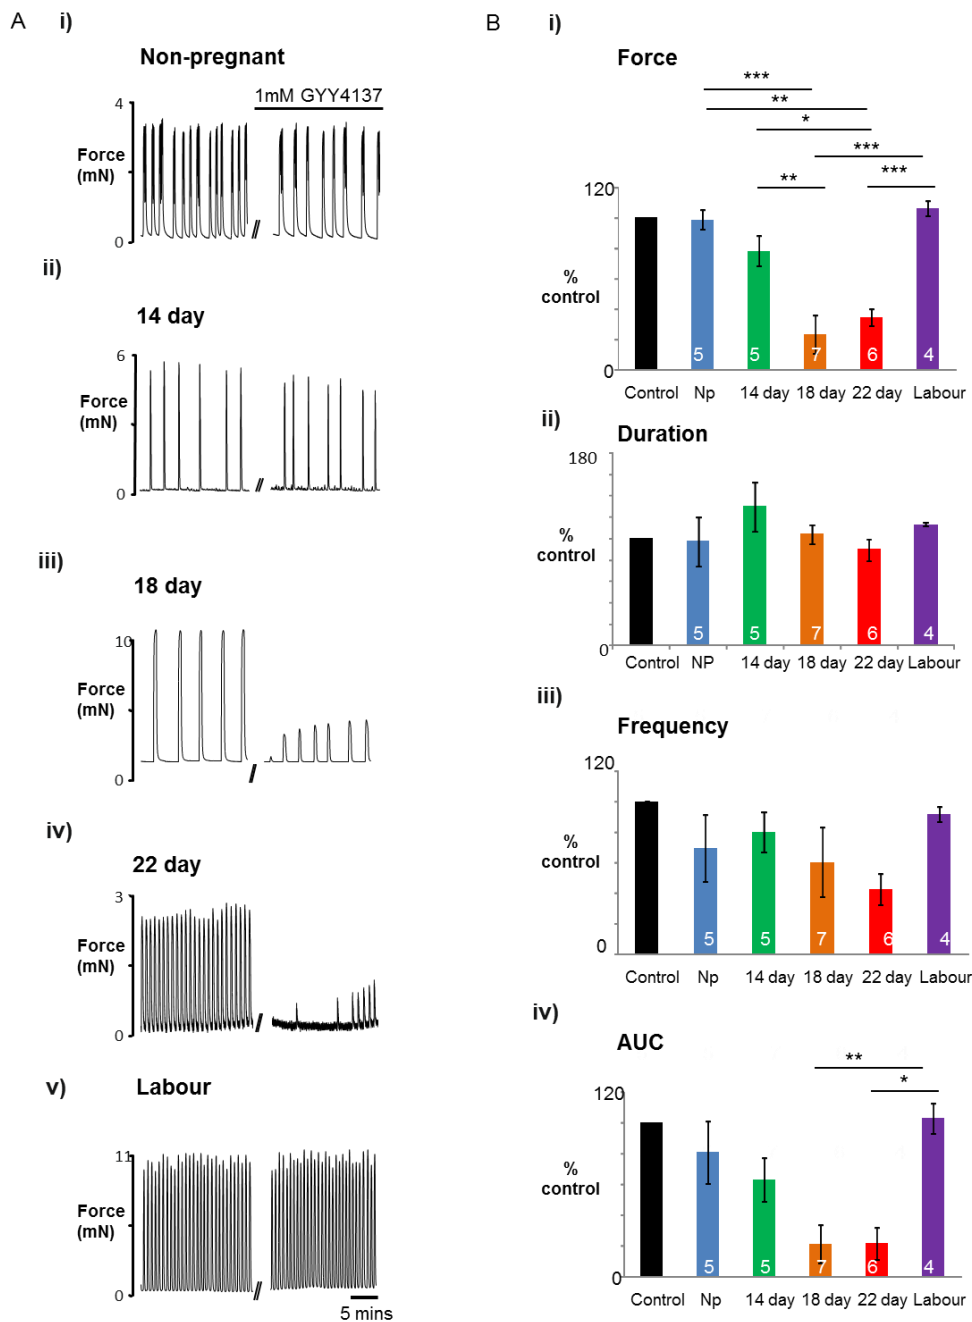 A
i)
Non-pregnant
1mM GYY4137
4
Force
(mN)
0
//
ii)
14 day
6
Force
(mN)
0
//
iii)
18 day
10
Force
(mN)
0
/
iv)
22 day
3
Force
(mN)
0
/
v)
Labour
11
Force
(mN)
0
//
5 mins
B
i)
Force
***
**
*
***
** ***
120
%
control
0
5 5 7 6 4
Control Np 14 day 18 day 22 day Labour
ii)
Duration
180
%
control
0
5 5 7 6 4
Control NP 14 day 18 day 22 day Labour
iii)
Frequency
120
%
control
0
5 5 7 6 4
Control Np 14 day 18 day 22 day Labour
iv)
AUC
**
*
120
%
control
0
5 5 7 6 4
Control Np 14 day 18 day 22 day Labour